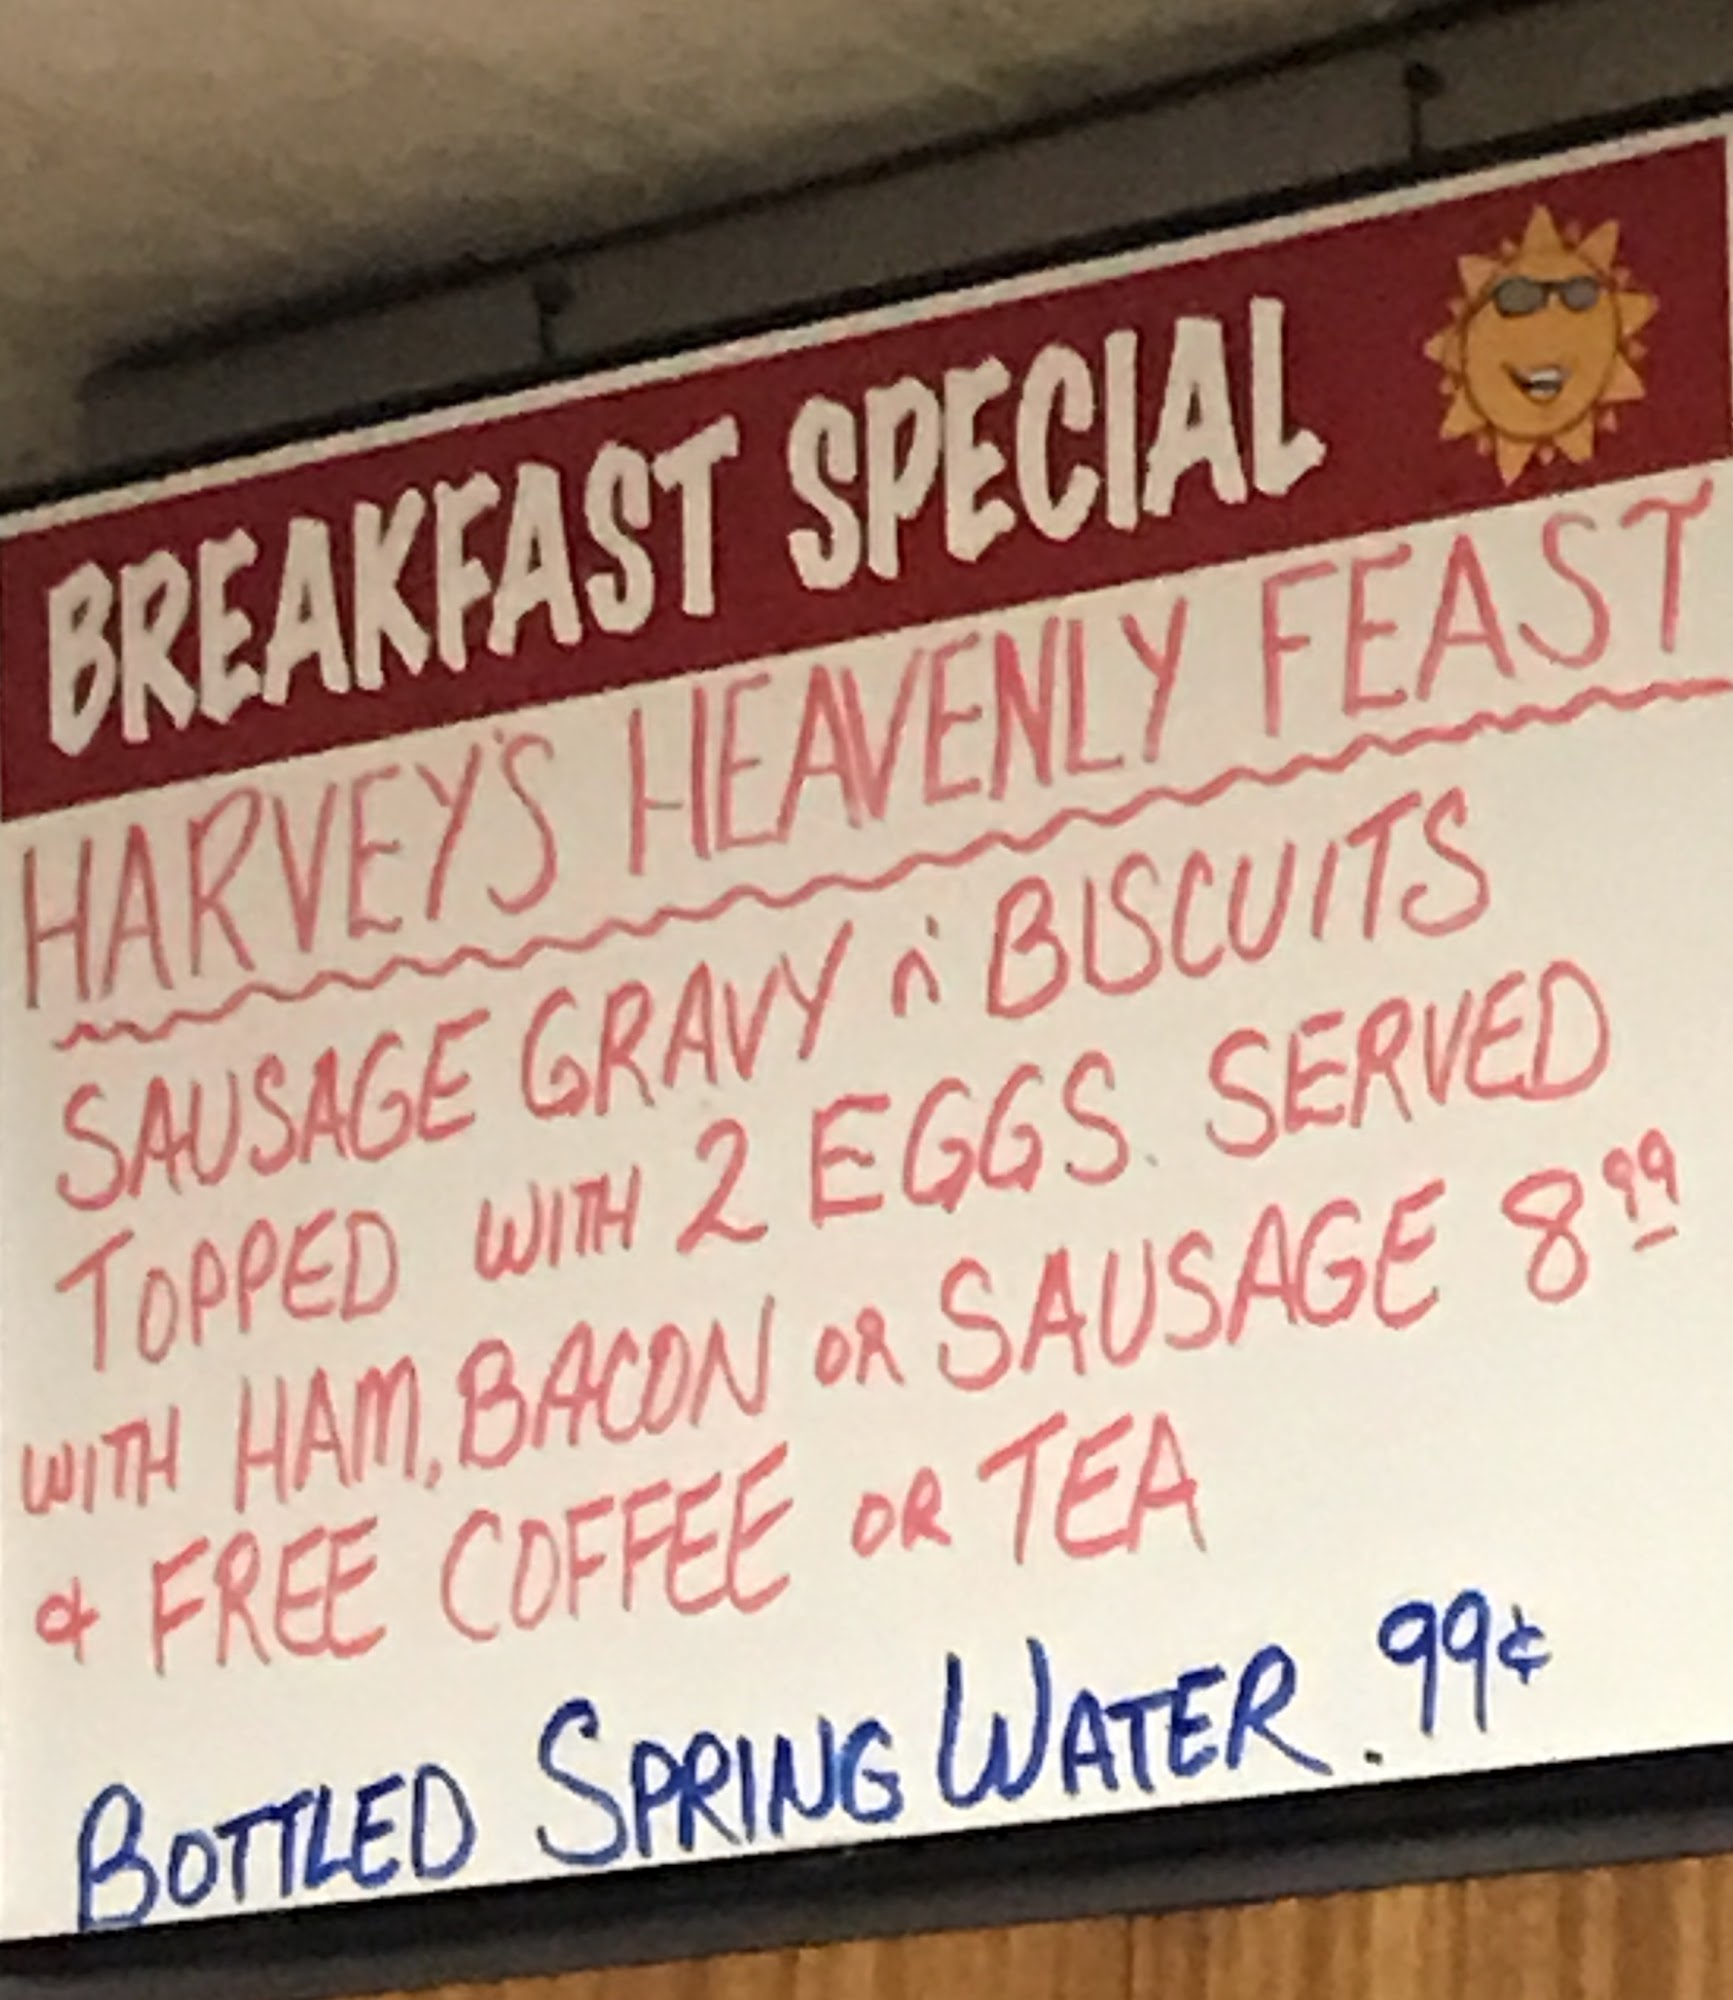 BREAKFAST SPECIAL
HARVEY'S HEAVENLY FEAST
SAUSAGE GRAVY n' BISCUITS
TOPPED WITH 2 EGGS. SERVED
WITH HAM, BACON OR SAUSAGE 8 99
& FREE COFFEE OR TEA
BOTTLED SPRING WATER .99¢